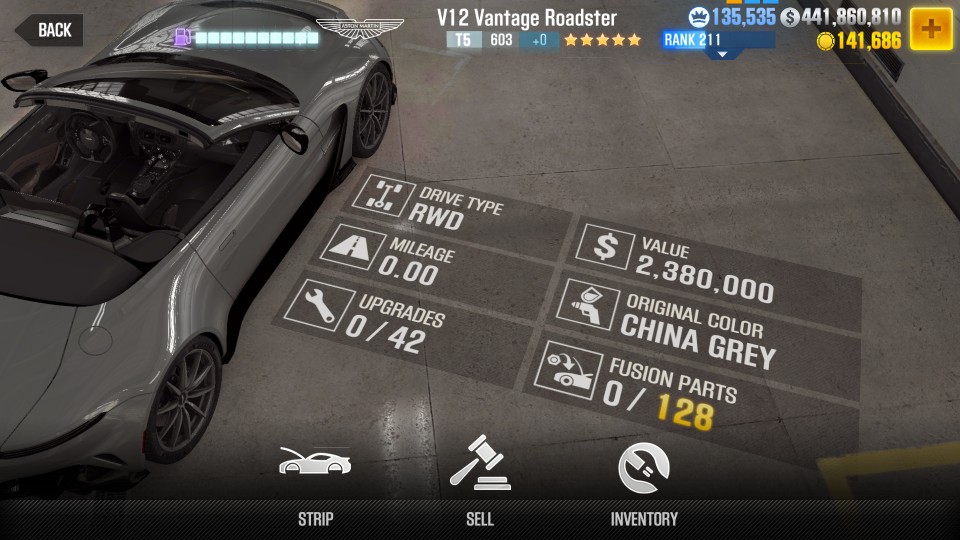 BACK
ASTON MARTIN
V12 Vantage Roadster
T5 603 +0
135,535 $ 441,860,810
RANK 211
141,686
+
DRIVE TYPE
RWD
MILEAGE
0.00
UPGRADES
0 / 42
$ VALUE
2,380,000
ORIGINAL COLOR
CHINA GREY
FUSION PARTS
0 / 128
STRIP
SELL
INVENTORY